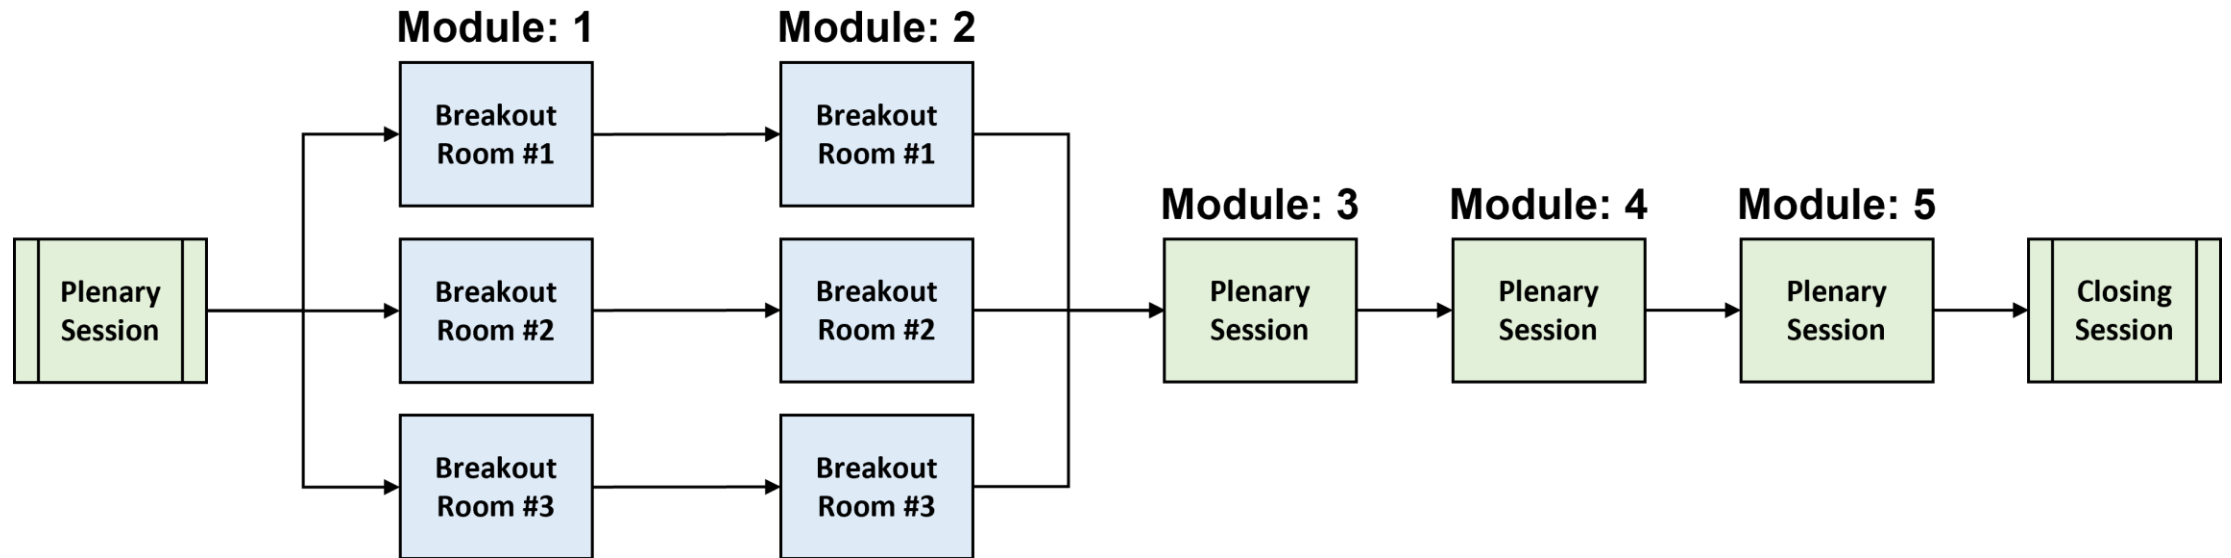 Module: 1
Module: 2
Breakout
Room #1
Breakout
Room #1
Module: 3
Module: 4
Module: 5
Plenary
Session
Breakout
Room #2
Breakout
Room #2
Plenary
Session
Plenary
Session
Plenary
Session
Closing
Session
Breakout
Room #3
Breakout
Room #3